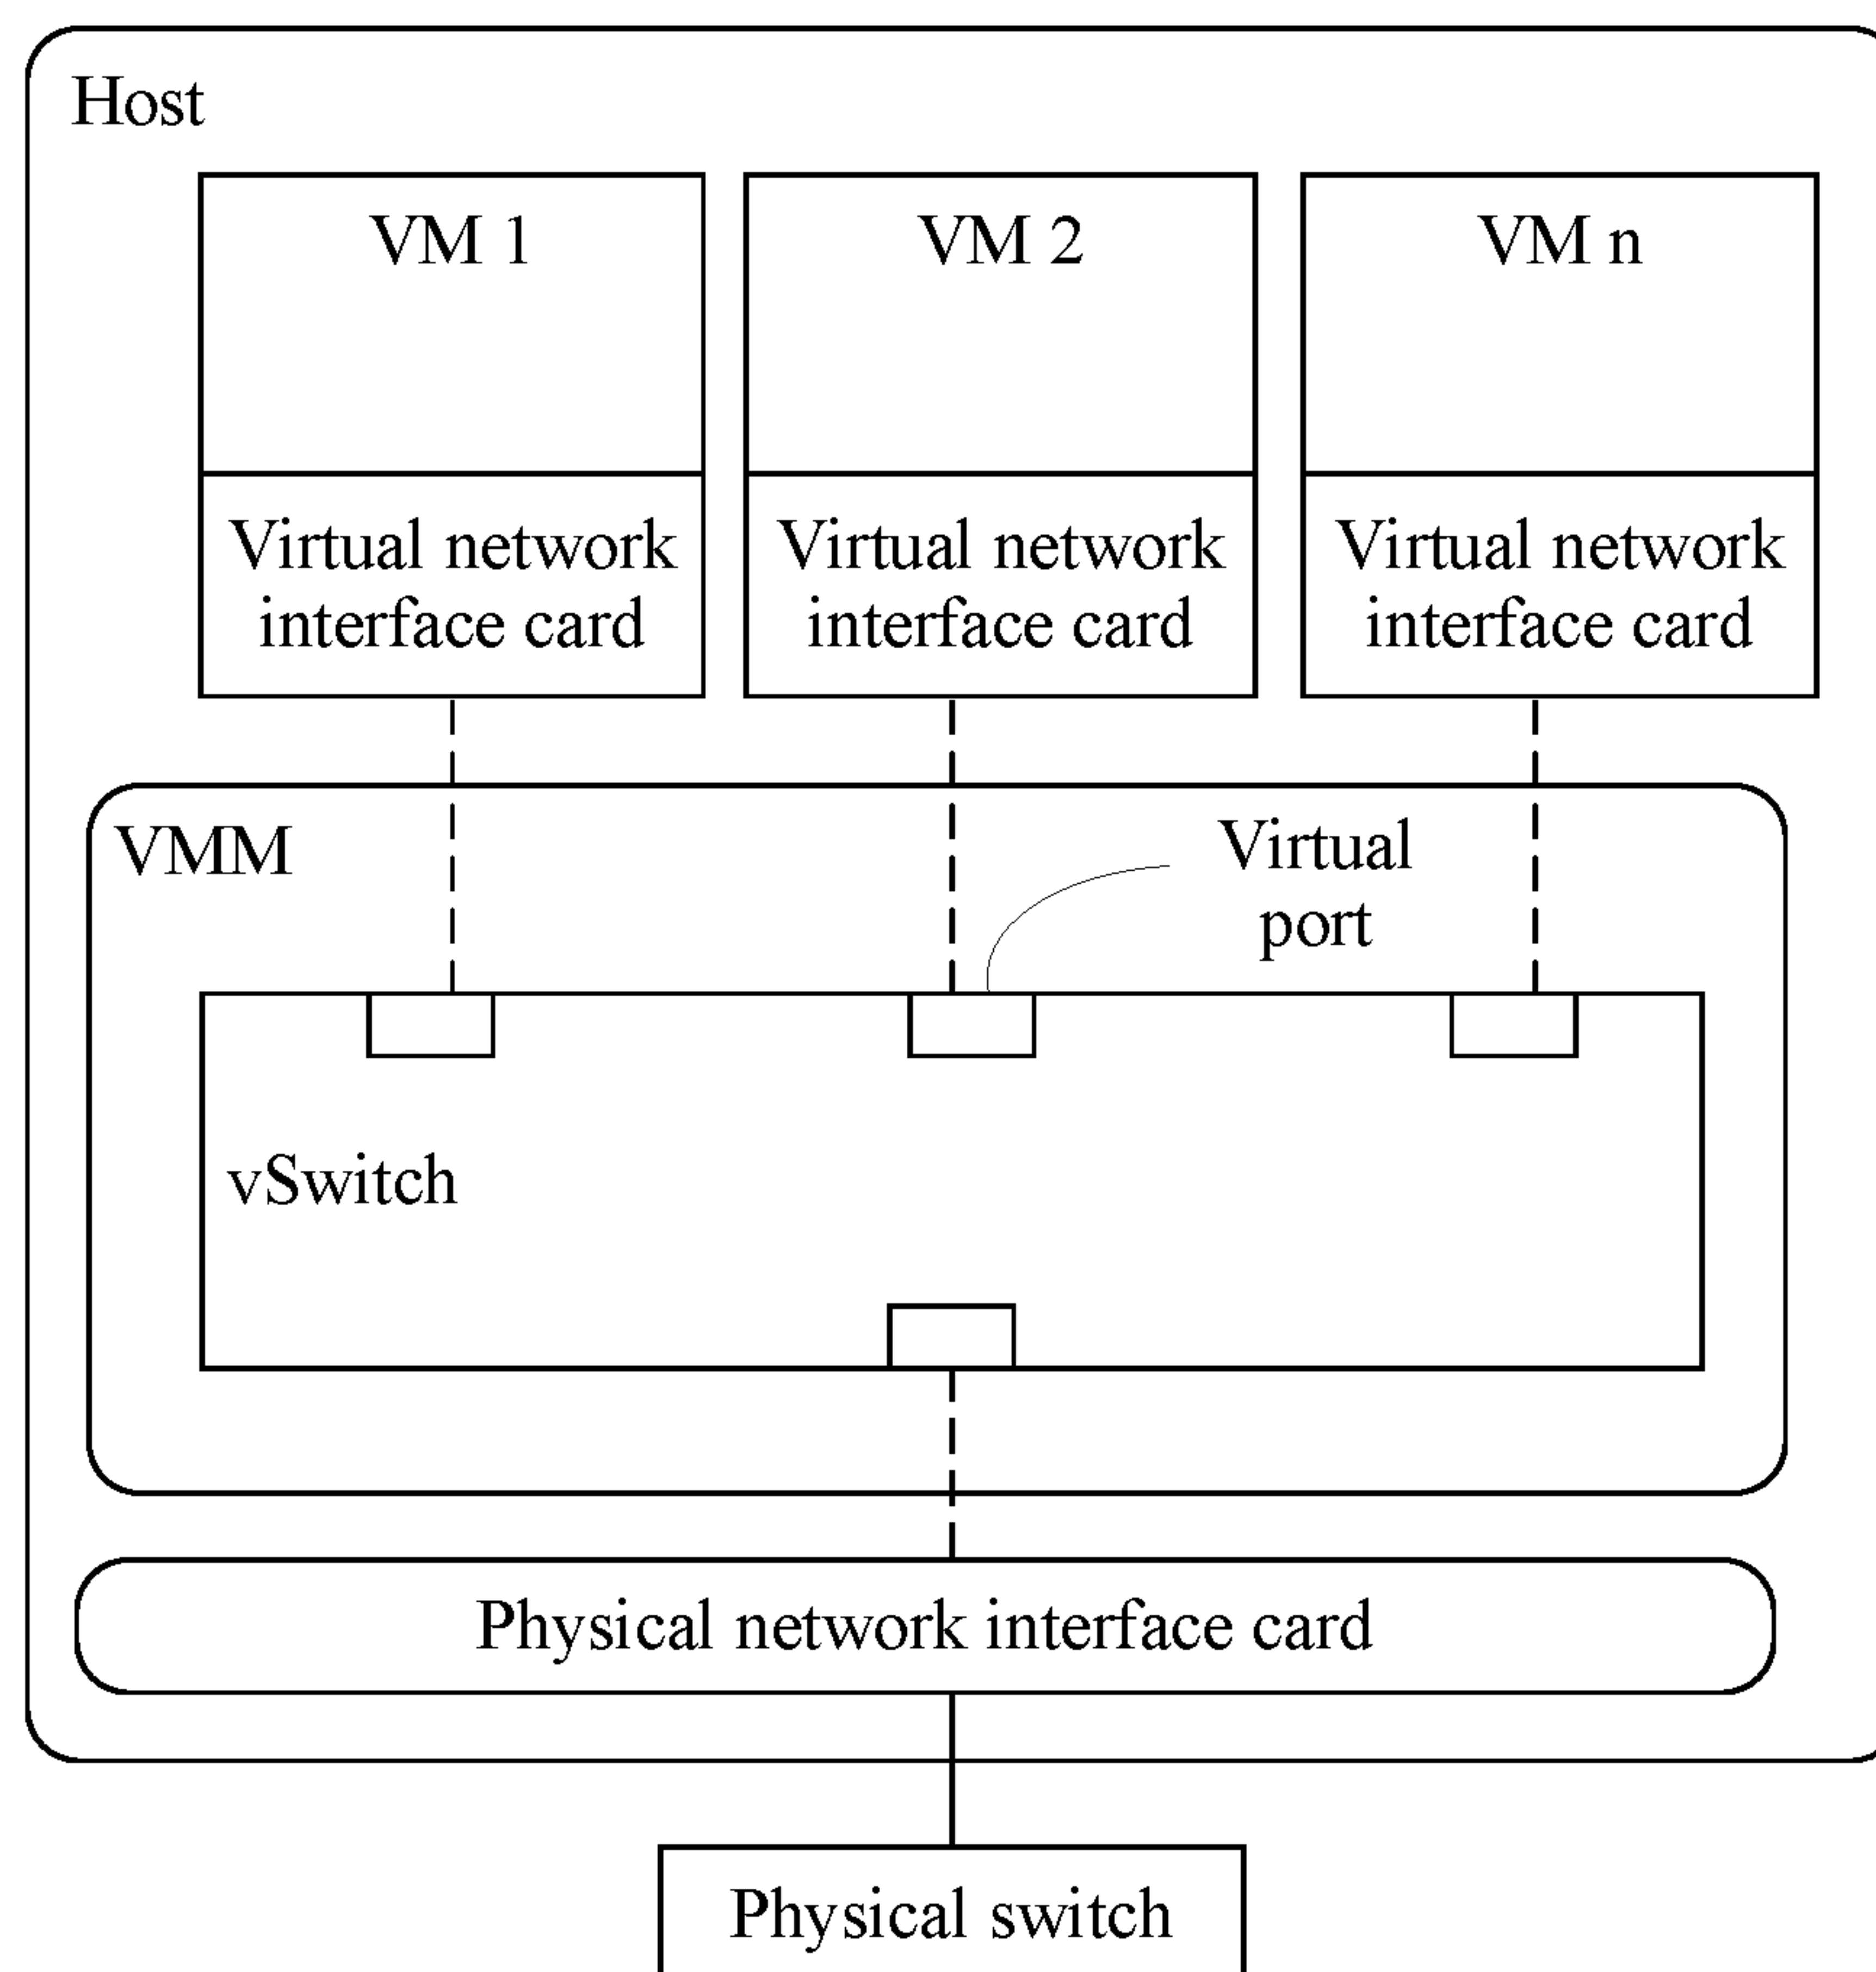 Host
VM 1
VM 2
VM n
Virtual network
interface card
Virtual network
interface card
Virtual network
interface card
VMM
Virtual
port
vSwitch
Physical network interface card
Physical switch